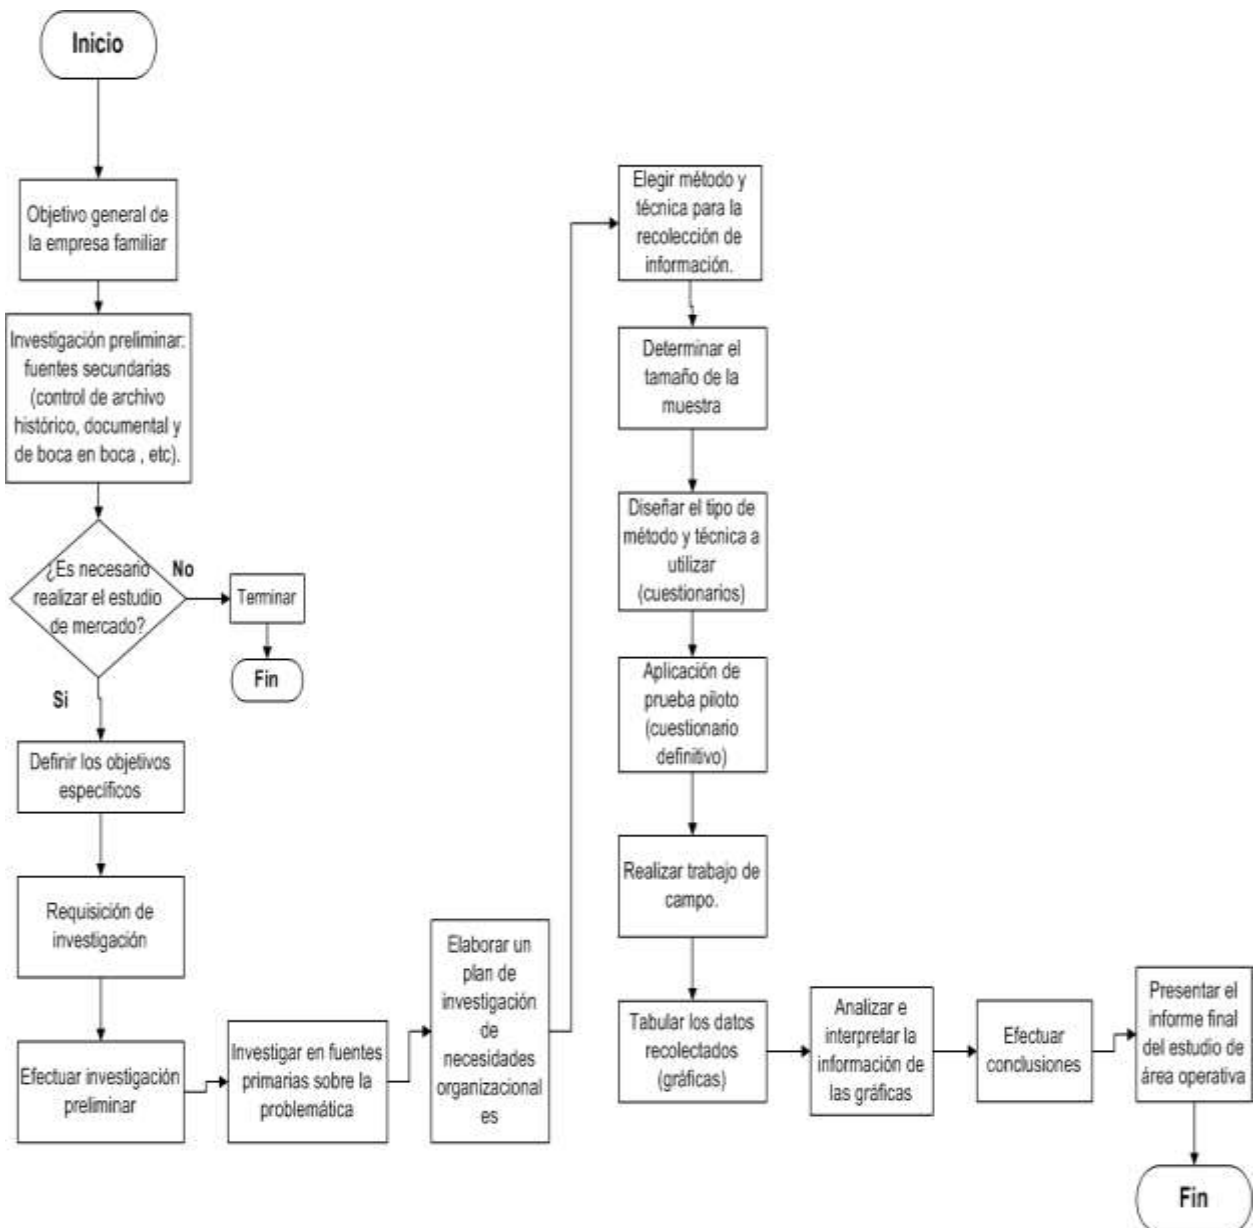 Inicio
Objetivo general de
la empresa familiar
Investigación preliminar:
fuentes secundarias
(control de archivo
histórico, documental y
de boca en boca , etc).
¿Es necesario
realizar el estudio
de mercado?
No
Terminar
Fin
Si
Definir los objetivos
específicos
Requisición de
investigación
Efectuar investigación
preliminar
Investigar en fuentes
primarias sobre la
problemática
Elaborar un
plan de
investigación
de
necesidades
organizacional
es
Elegir método y
técnica para la
recolección de
información.
Determinar el
tamaño de la
muestra
Diseñar el tipo de
método y técnica a
utilizar
(cuestionarios)
Aplicación de
prueba piloto
(cuestionario
definitivo)
Realizar trabajo de
campo.
Tabular los datos
recolectados
(gráficas)
Analizar e
interpretar la
información de
las gráficas
Efectuar
conclusiones
Presentar el
informe final
del estudio de
área operativa
Fin